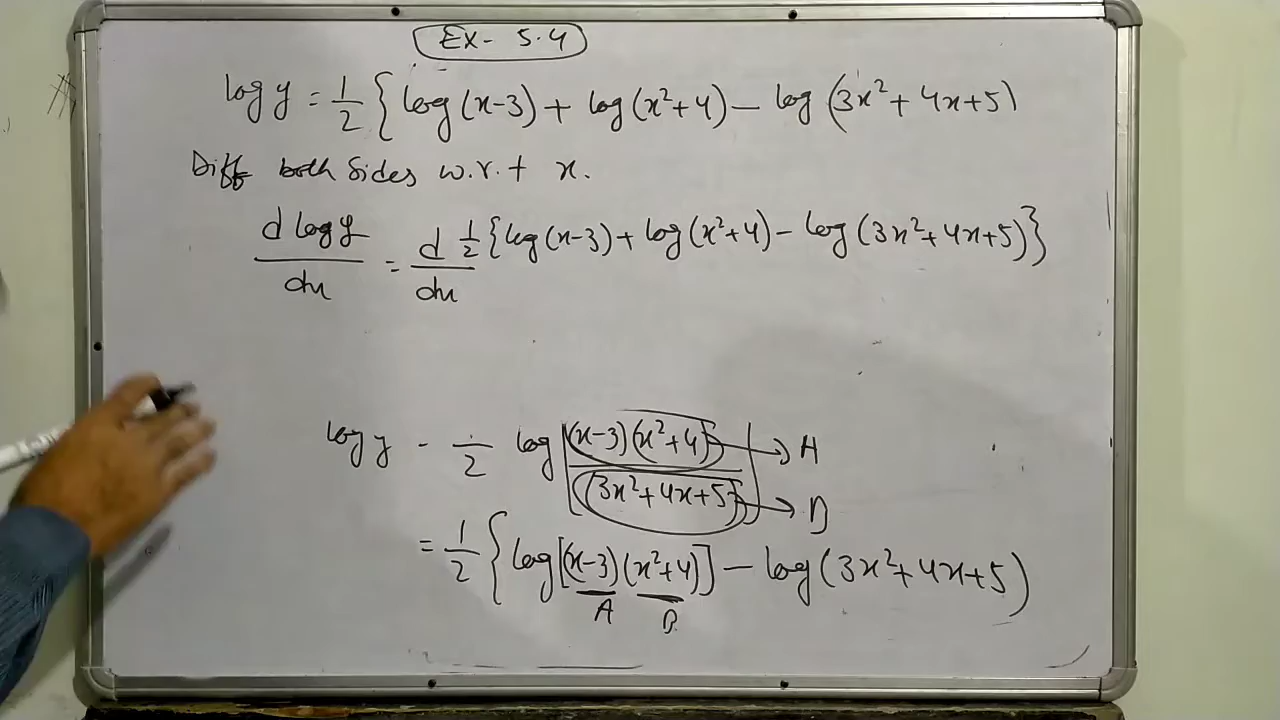 Ex- 5.4
log y = 1/2 { log (x-3) + log (x²+4) - log (3x²+4x+5)
Diff both sides w.r.t x.
d log y / dx = d/dx 1/2 {log (x-3) + log (x²+4) - log (3x²+4x+5)}
log y - 1/2 log [(x-3)(x²+4) / (3x²+4x+5)]
→ A
→ B
= 1/2 { log [(x-3)(x²+4)] - log (3x²+4x+5)
A B